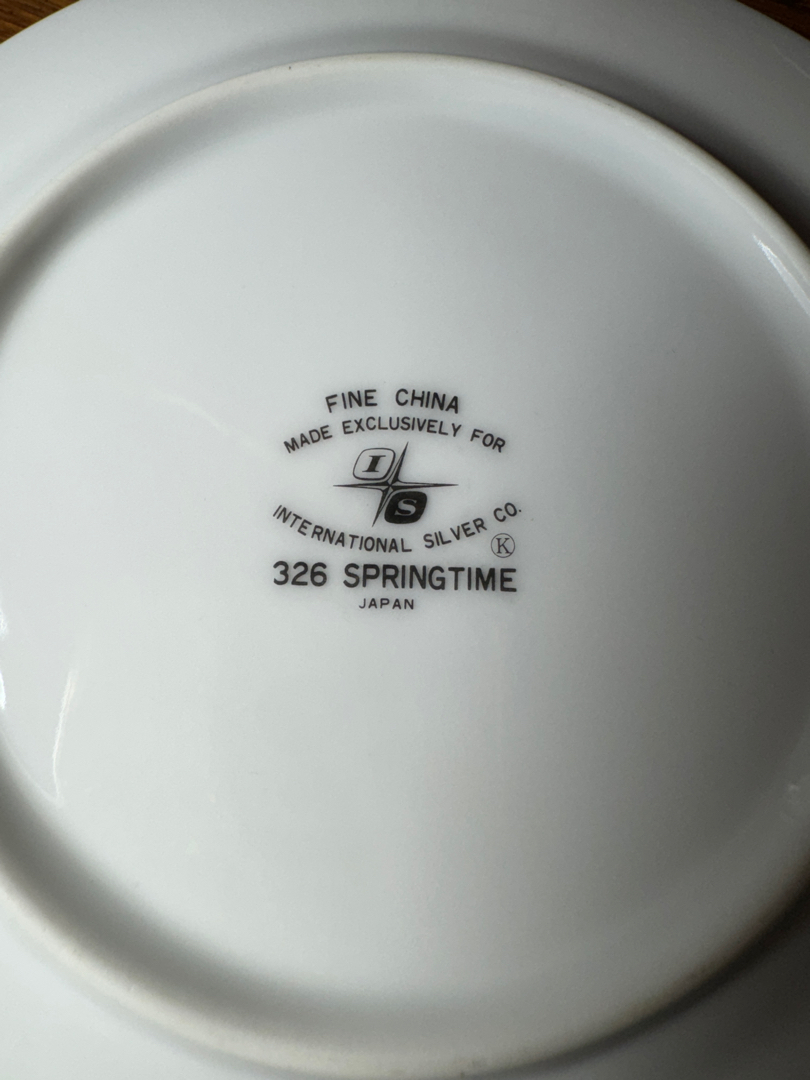 FINE CHINA
MADE EXCLUSIVELY FOR
I
S
INTERNATIONAL SILVER CO.
Ⓚ
326 SPRINGTIME
JAPAN